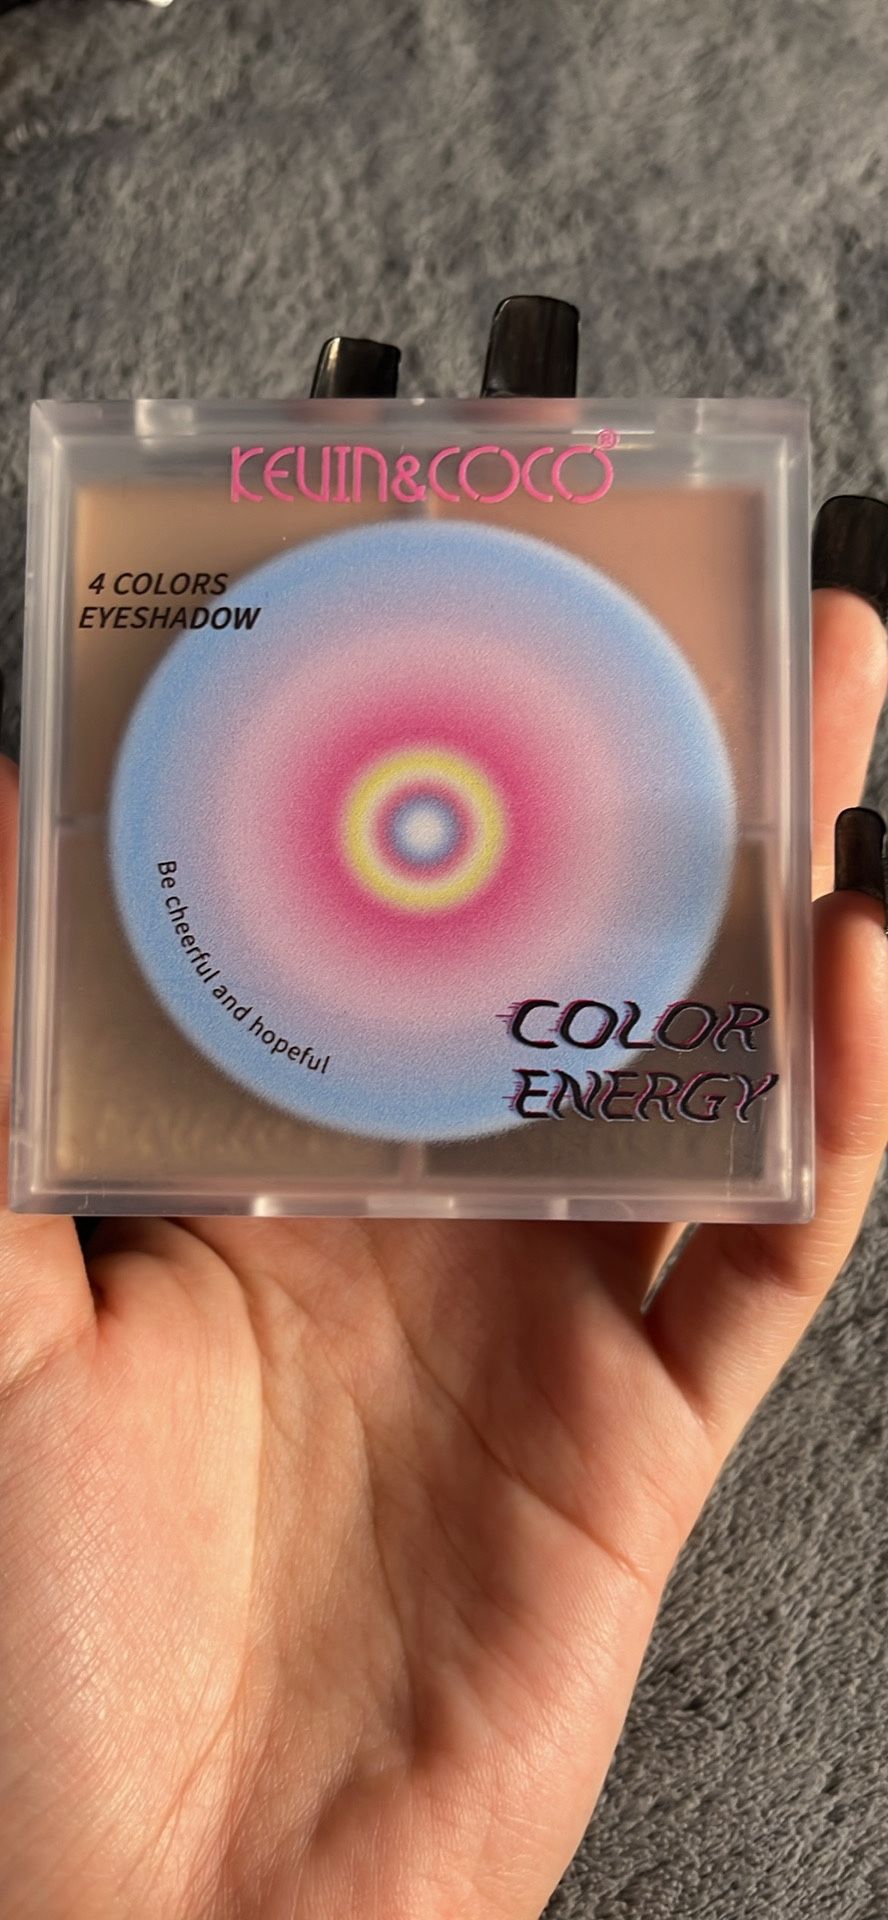 KEVIN&COCO®
4 COLORS
EYESHADOW
Be cheerful and hopeful
COLOR
ENERGY